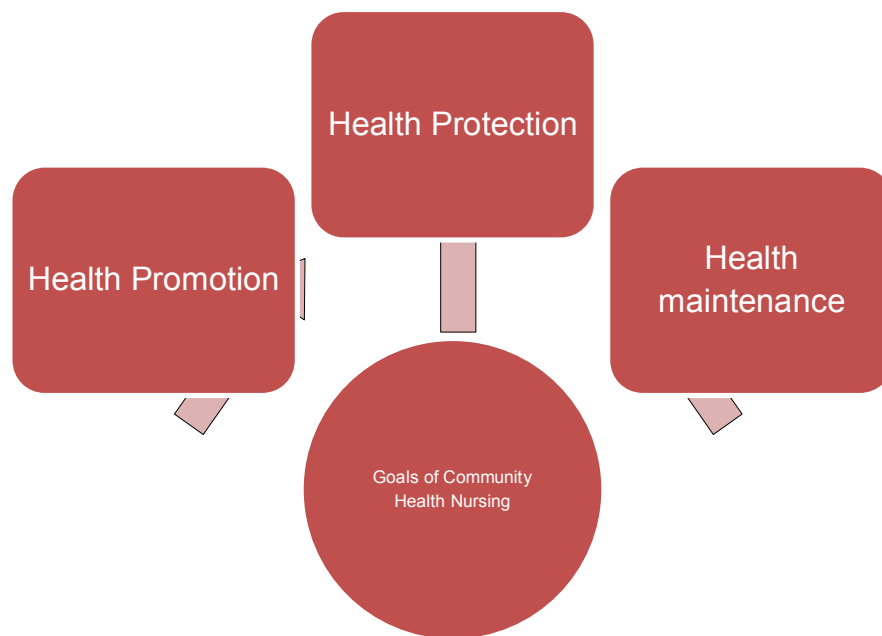 Health Protection
Health Promotion
Health
maintenance
Goals of Community
Health Nursing